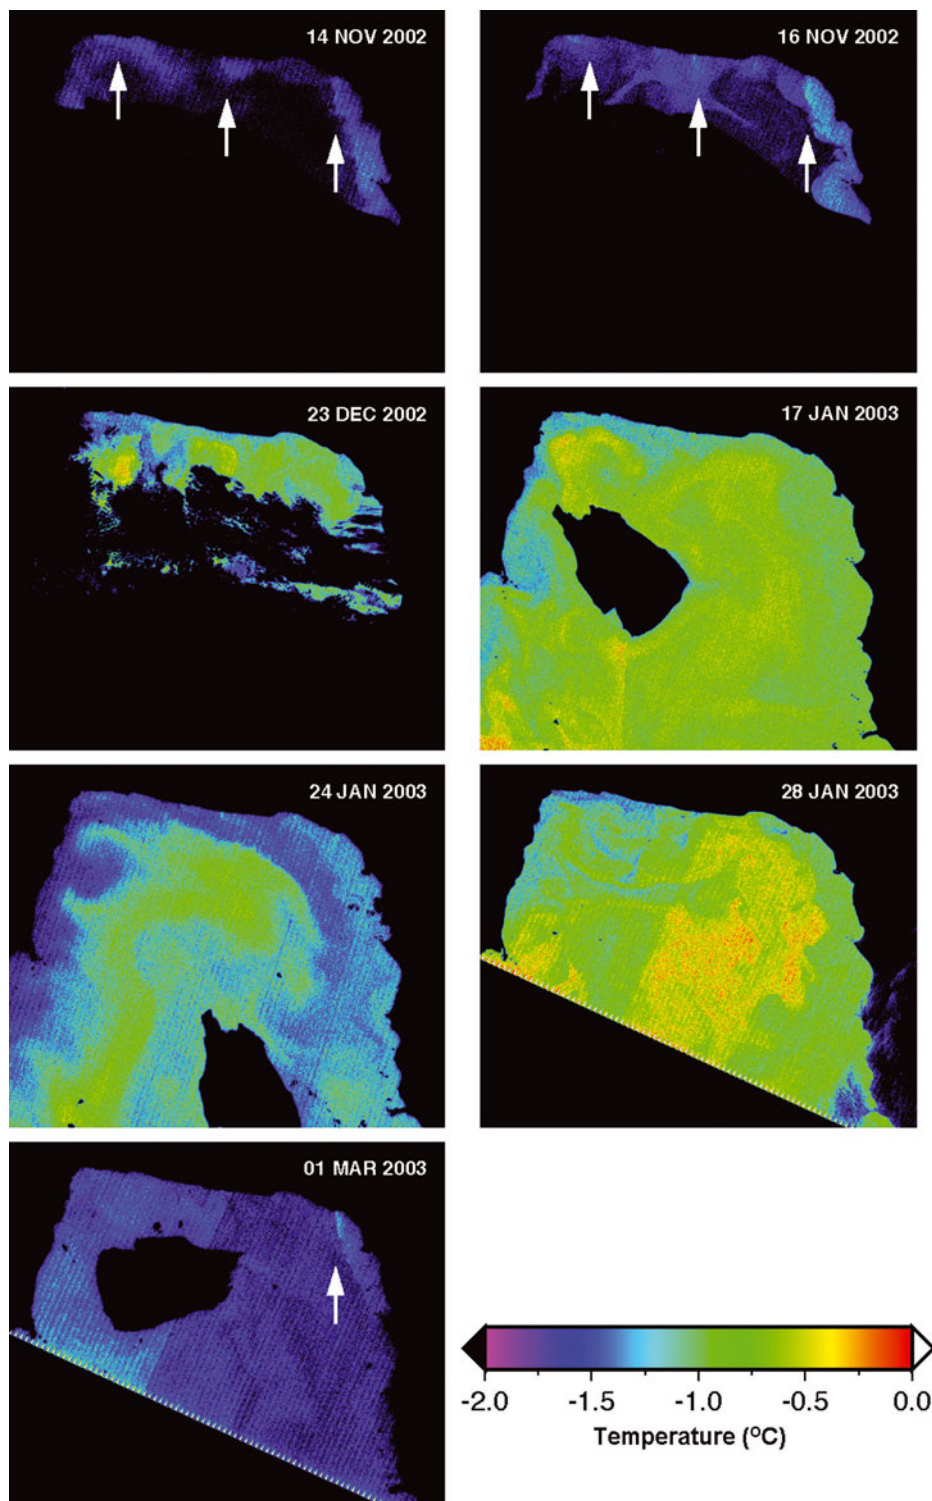 14 NOV 2002
16 NOV 2002
23 DEC 2002
17 JAN 2003
24 JAN 2003
28 JAN 2003
01 MAR 2003
-2.0 -1.5 -1.0 -0.5 0.0
Temperature (°C)